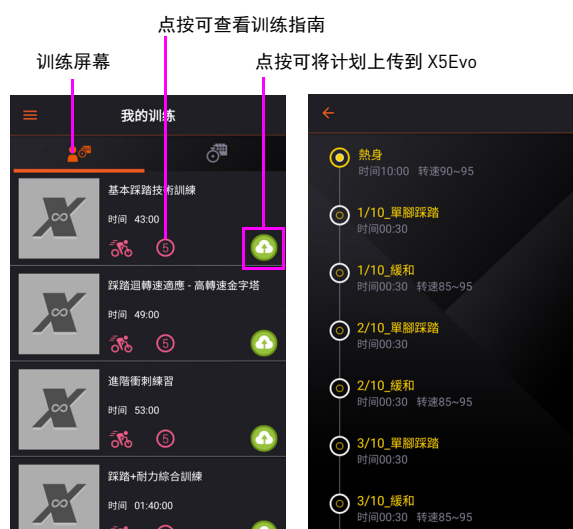 点按可查看训练指南
训练屏幕
点按可将计划上传到 X5Evo
我的训练
基本踩踏技術訓練
时间 43:00
5
踩踏迴轉速適應 - 高轉速金字塔
时间 49:00
5
進階衝刺練習
时间 53:00
5
踩踏+耐力綜合訓練
时间 01:40:00
熱身
时间10:00 转速90~95
1/10_單腳踩踏
时间00:30
1/10_緩和
时间00:30 转速85~95
2/10_單腳踩踏
时间00:30
2/10_緩和
时间00:30 转速85~95
3/10_單腳踩踏
时间00:30
3/10_緩和
时间00:30 转速85~95